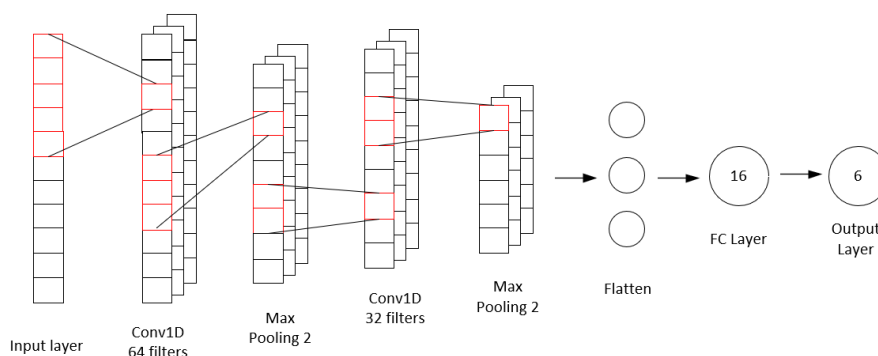 Input layer
Conv1D
64 filters
Max
Pooling 2
Conv1D
32 filters
Max
Pooling 2
Flatten
16
FC Layer
6
Output
Layer